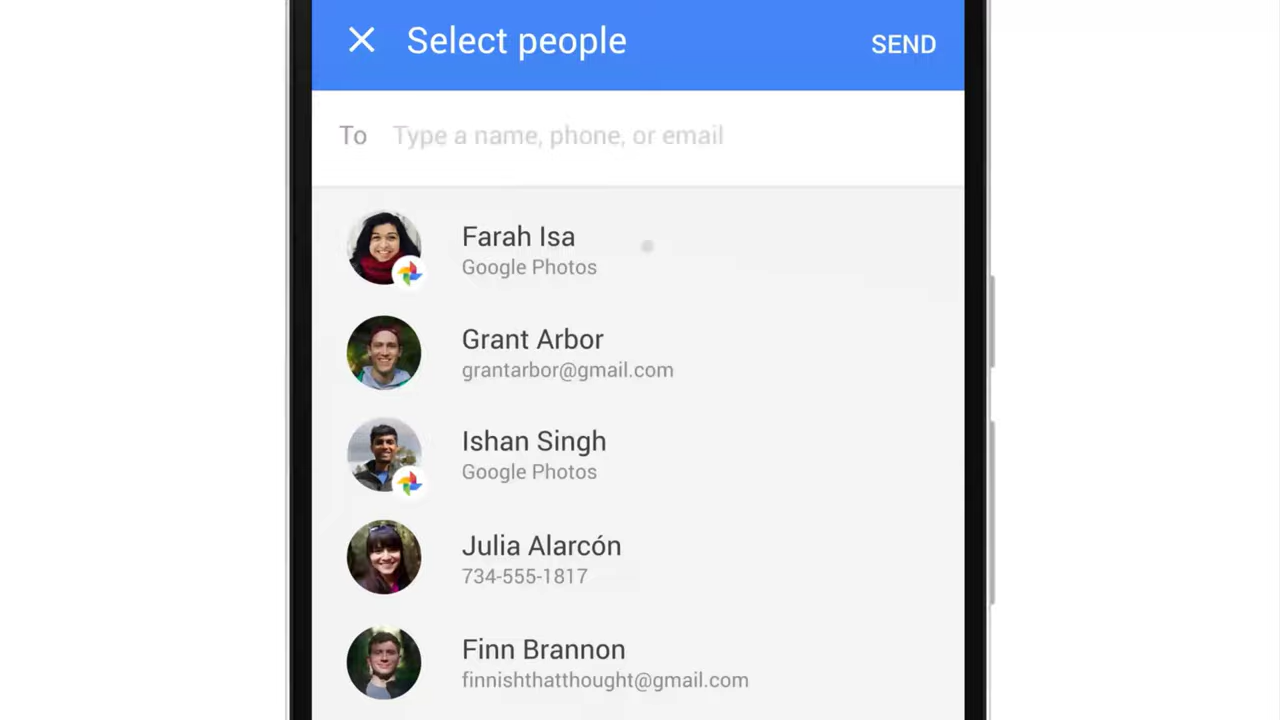 Select people
SEND
To
Type a name, phone, or email
Farah Isa
Google Photos
Grant Arbor
grantarbor@gmail.com
Ishan Singh
Google Photos
Julia Alarcón
734-555-1817
Finn Brannon
finnishthatthought@gmail.com